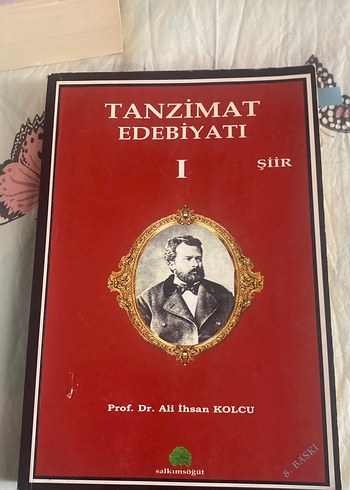 TANZİMAT
EDEBİYATI
I
ŞİİR
Prof. Dr. Ali İhsan KOLCU
8. BASKI
salkımsöğüt